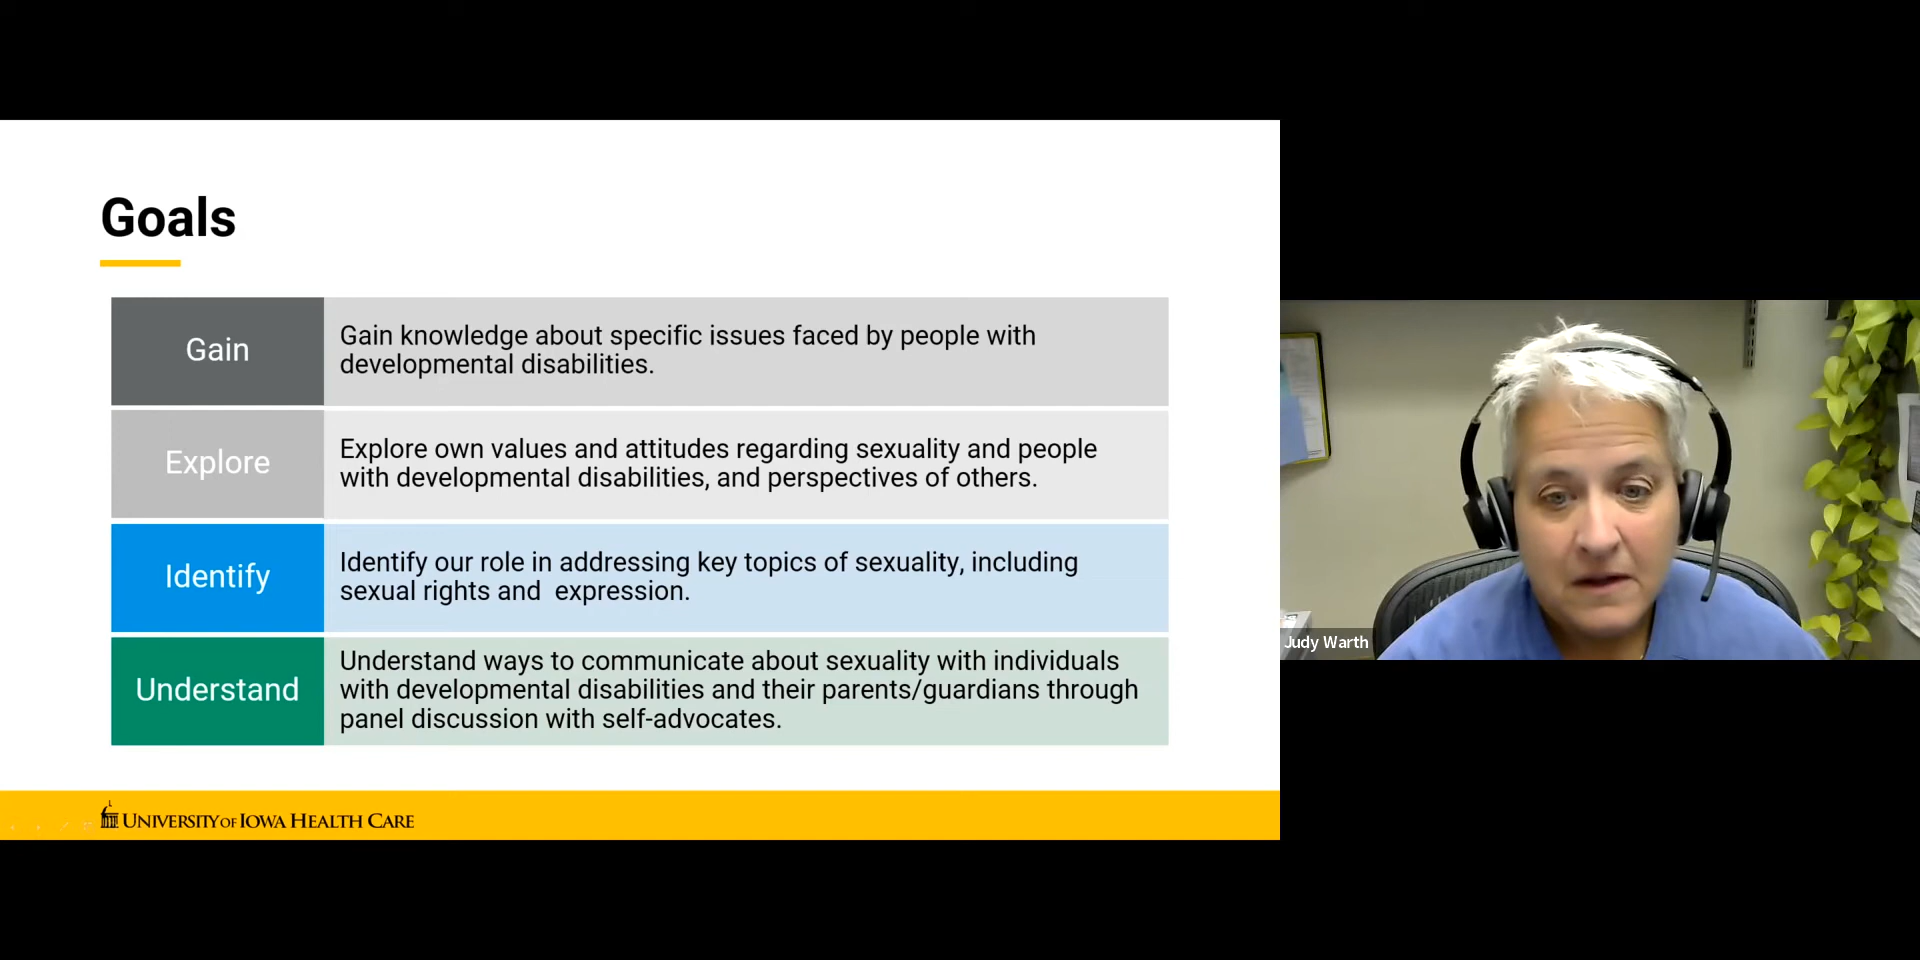 Goals
Gain
Gain knowledge about specific issues faced by people with
developmental disabilities.
Explore
Explore own values and attitudes regarding sexuality and people
with developmental disabilities, and perspectives of others.
Identify
Identify our role in addressing key topics of sexuality, including
sexual rights and  expression.
Understand
Understand ways to communicate about sexuality with individuals
with developmental disabilities and their parents/guardians through
panel discussion with self-advocates.
UNIVERSITY OF IOWA HEALTH CARE
Judy Warth